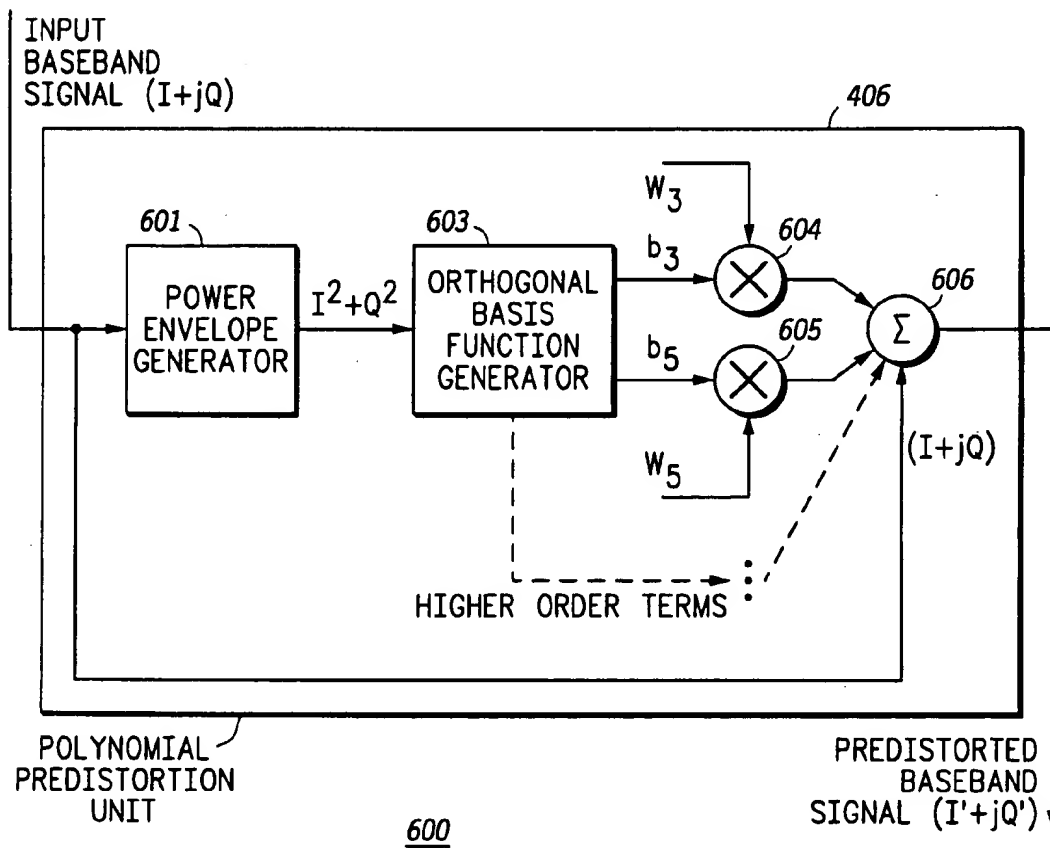 INPUT
BASEBAND
SIGNAL (I+jQ)
406
W3
601
603
604
b3
606
POWER
ENVELOPE
GENERATOR
I²+Q²
ORTHOGONAL
BASIS
FUNCTION
GENERATOR
Σ
605
b5
(I+jQ)
W5
HIGHER ORDER TERMS
POLYNOMIAL
PREDISTORTION
UNIT
PREDISTORTED
BASEBAND
SIGNAL (I'+jQ')
600